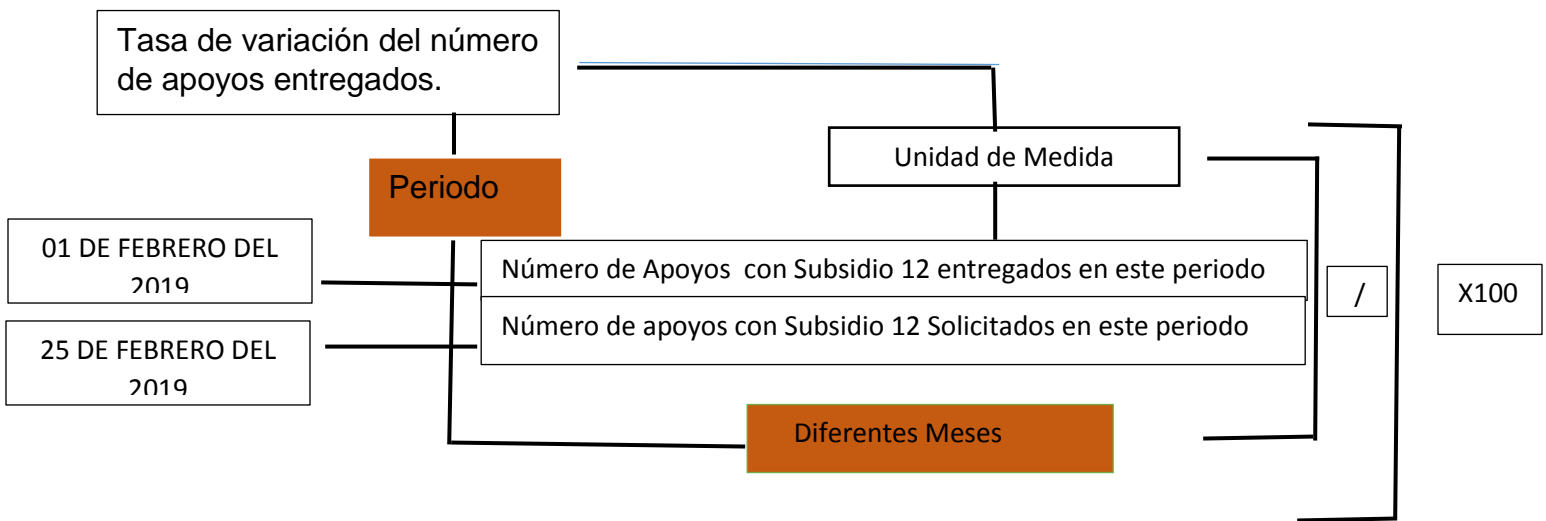 Tasa de variación del número
de apoyos entregados.
Unidad de Medida
Periodo
01 DE FEBRERO DEL
2019
Número de Apoyos con Subsidio 12 entregados en este periodo
/
X100
Número de apoyos con Subsidio 12 Solicitados en este periodo
25 DE FEBRERO DEL
2019
Diferentes Meses